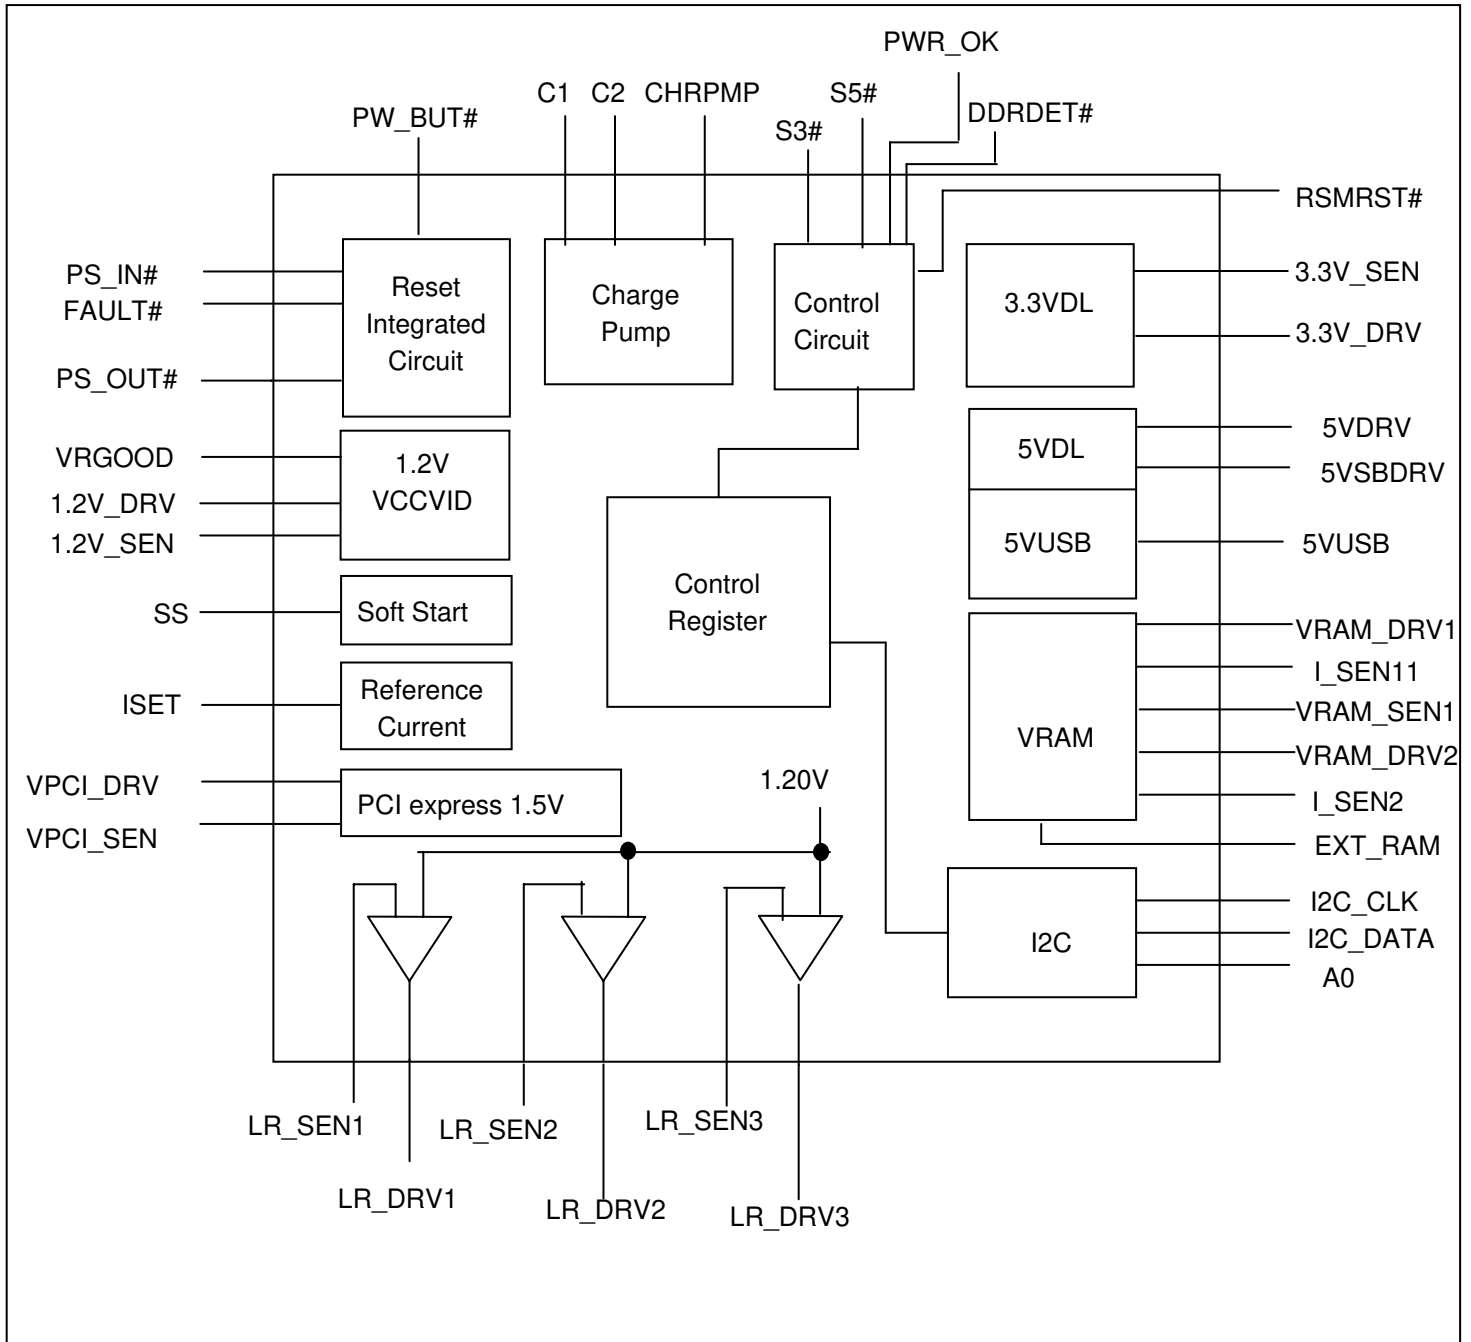 PWR_OK
C1 C2 CHRPMP
S5#
PW_BUT#
S3#
DDRDET#
RSMRST#
PS_IN#
FAULT#
PS_OUT#
Reset
Integrated
Circuit
Charge
Pump
Control
Circuit
3.3VDL
3.3V_SEN
3.3V_DRV
VRGOOD
1.2V_DRV
1.2V_SEN
1.2V
VCCVID
5VDL
5VUSB
5VDRV
5VSBDRV
5VUSB
SS
Soft Start
Control
Register
ISET
Reference
Current
VRAM
VRAM_DRV1
I_SEN11
VRAM_SEN1
VRAM_DRV2
I_SEN2
EXT_RAM
VPCI_DRV
VPCI_SEN
PCI express 1.5V
1.20V
I2C
I2C_CLK
I2C_DATA
A0
LR_SEN1
LR_SEN2
LR_SEN3
LR_DRV1
LR_DRV2
LR_DRV3